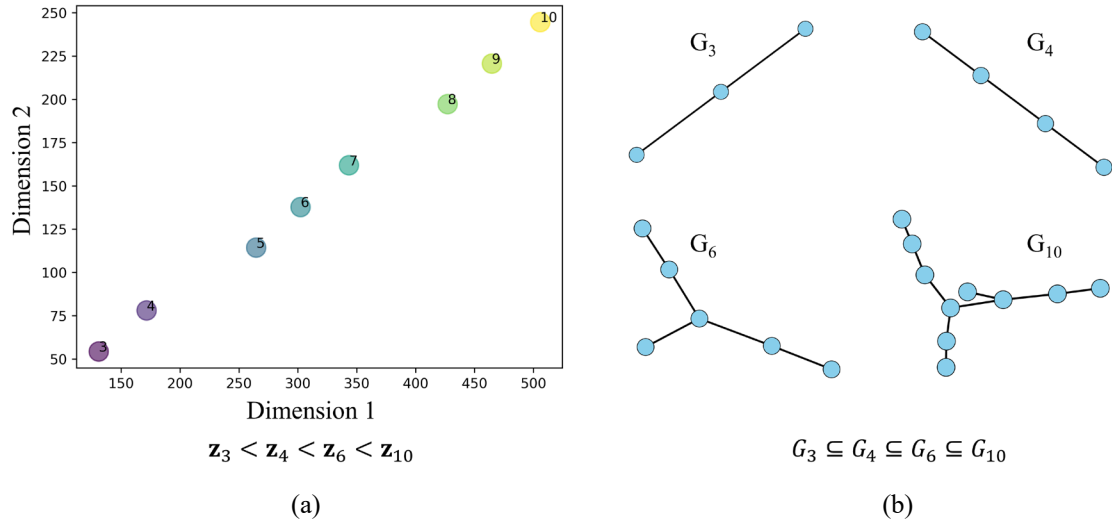 250
225
200
175
150
125
100
75
50
Dimension 2
3
4
5
6
7
8
9
10
150
200
250
300
350
400
450
500
Dimension 1
𝐳₃ < 𝐳₄ < 𝐳₆ < 𝐳₁₀
(a)
G₃
G₄
G₆
G₁₀
𝐺₃ ⊆ 𝐺₄ ⊆ 𝐺₆ ⊆ 𝐺₁₀
(b)